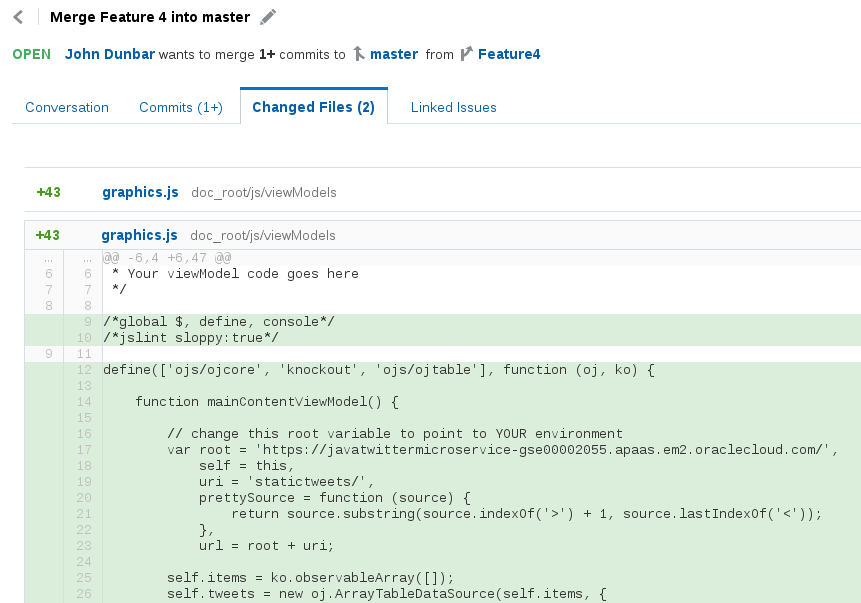 Merge Feature 4 into master
OPEN John Dunbar wants to merge 1+ commits to master from Feature4
Conversation Commits (1+) Changed Files (2) Linked Issues
+43 graphics.js doc_root/js/viewModels
+43 graphics.js doc_root/js/viewModels
... ... @@ -6,4 +6,47 @@
6 6 * Your viewModel code goes here
7 7 */
8 8
9 /*global $, define, console*/
10 /*jslint sloppy:true*/
9 11
12 define(['ojs/ojcore', 'knockout', 'ojs/ojtable'], function (oj, ko) {
13
14 function mainContentViewModel() {
15
16 // change this root variable to point to YOUR environment
17 var root = 'https://javatwittermicroservice-gse00002055.apaas.em2.oraclecloud.com/',
18 self = this,
19 uri = 'statictweets/',
20 prettySource = function (source) {
21 return source.substring(source.indexOf('>') + 1, source.lastIndexOf('<'));
22 },
23 url = root + uri;
24
25 self.items = ko.observableArray([]);
26 self.tweets = new oj.ArrayTableDataSource(self.items, {